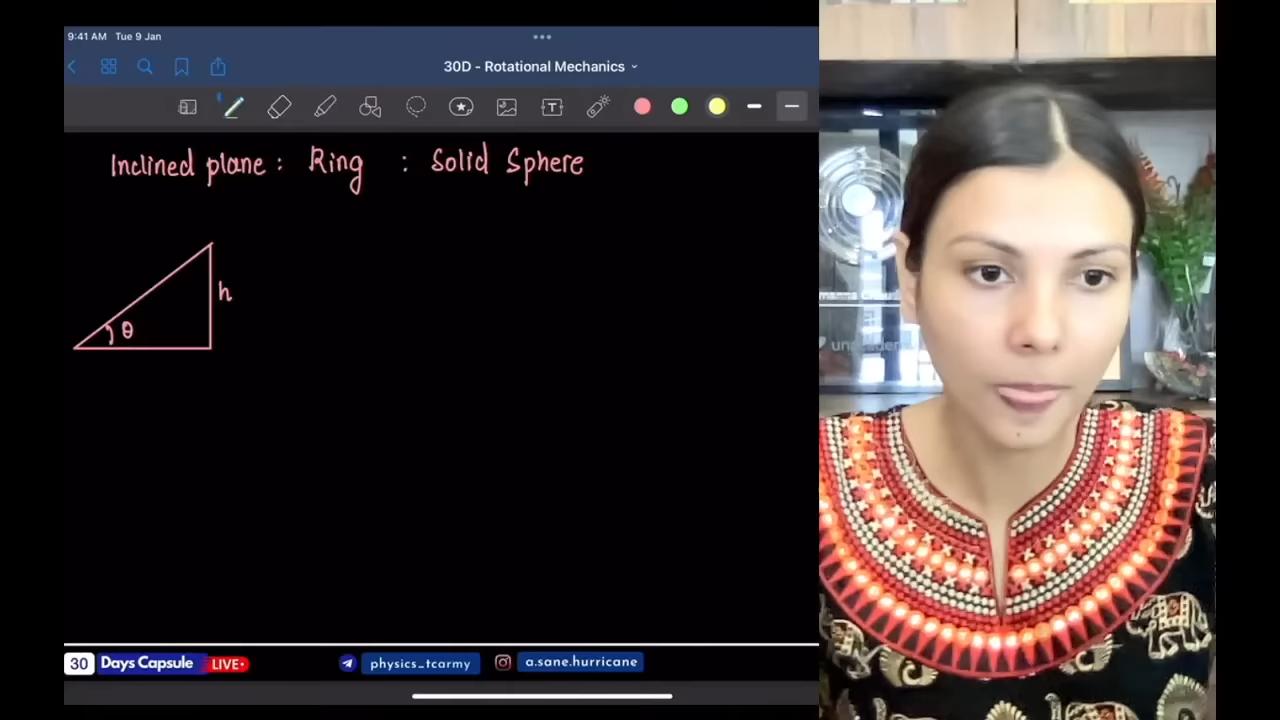 9:41 AM Tue 9 Jan
30D - Rotational Mechanics
T
Inclined plane : Ring : Solid Sphere
h
θ
30 Days Capsule LIVE
physics_tcarmy
a.sane.hurricane